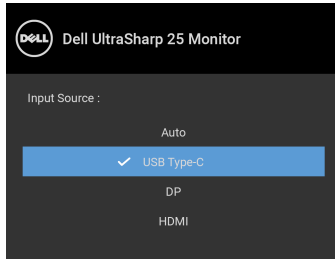 DELL Dell UltraSharp 25 Monitor
Input Source :
Auto
USB Type-C
DP
HDMI